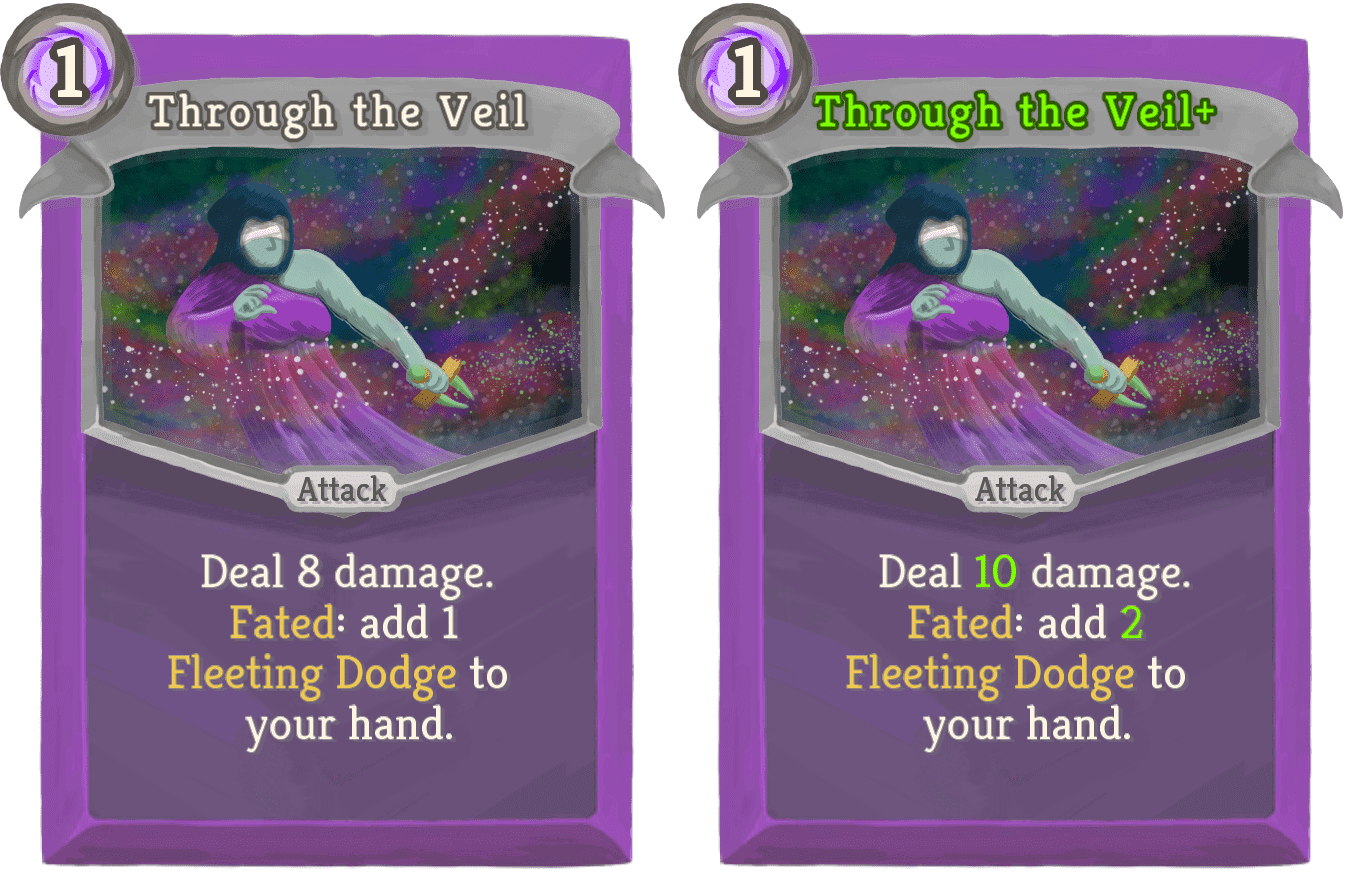 1
Through the Veil
Attack
Deal 8 damage.
Fated: add 1
Fleeting Dodge to
your hand.
1
Through the Veil+
Attack
Deal 10 damage.
Fated: add 2
Fleeting Dodge to
your hand.